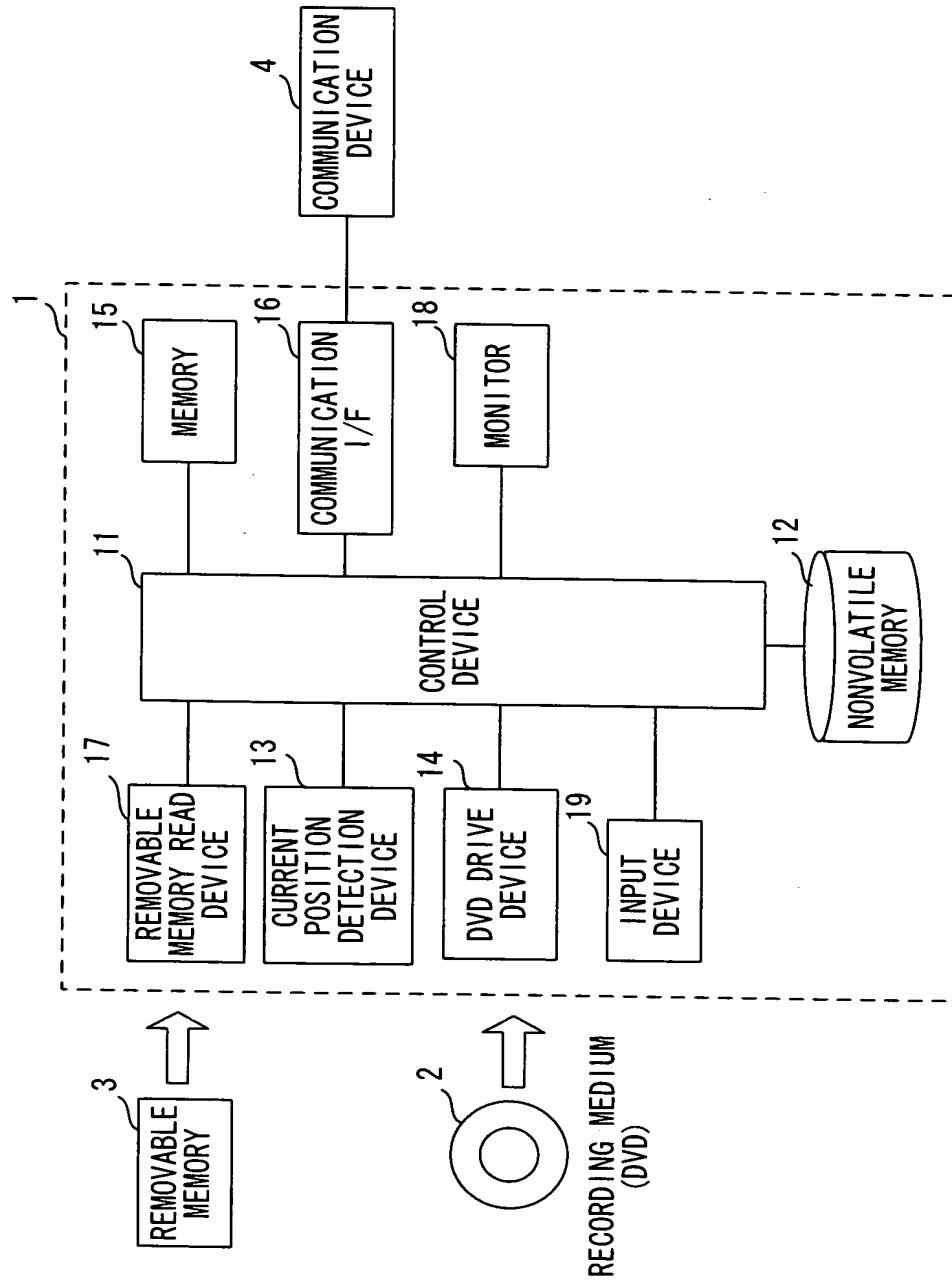 1
3
REMOVABLE
MEMORY
17
REMOVABLE
MEMORY READ
DEVICE
11
CONTROL
DEVICE
15
MEMORY
13
CURRENT
POSITION
DETECTION
DEVICE
16
COMMUNICATION
I/F
4
COMMUNICATION
DEVICE
2
RECORDING MEDIUM
(DVD)
14
DVD DRIVE
DEVICE
18
MONITOR
19
INPUT
DEVICE
12
NONVOLATILE
MEMORY